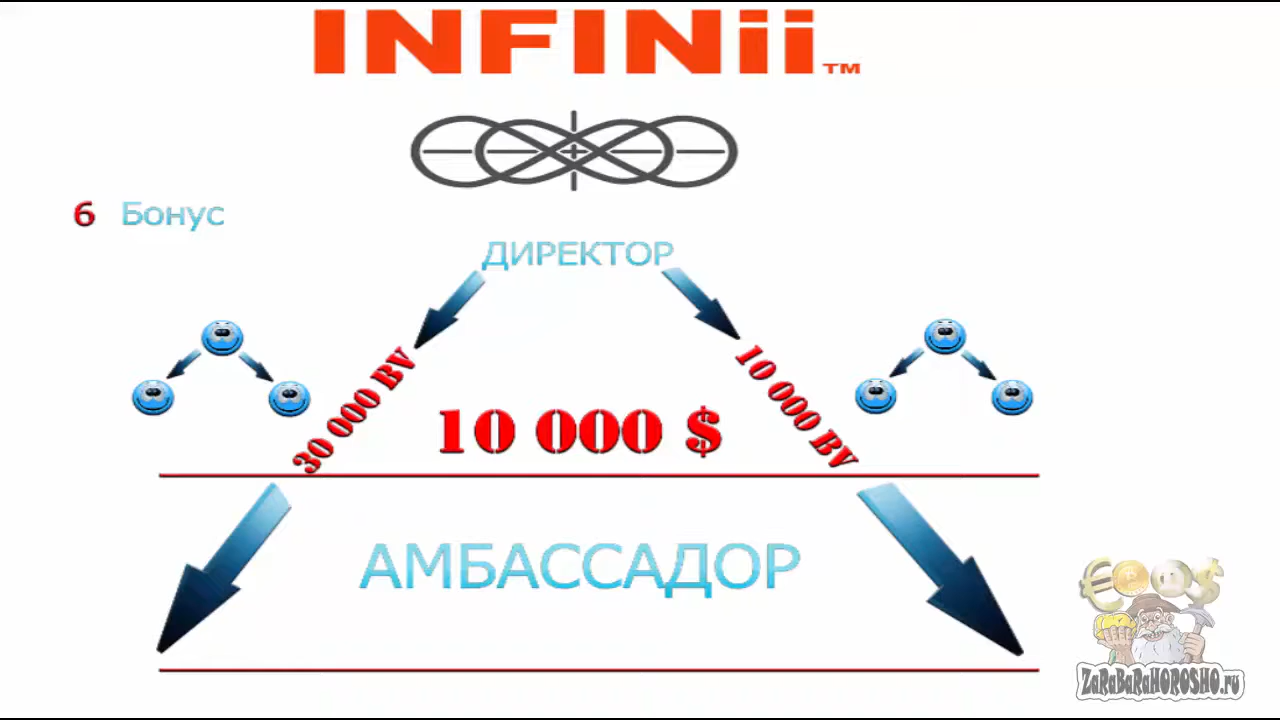 INFINii™
6 Бонус
ДИРЕКТОР
30 000 BV
10 000 $
10 000 BV
АМБАССАДОР
ZaRaBaRaHOROSHO.ru